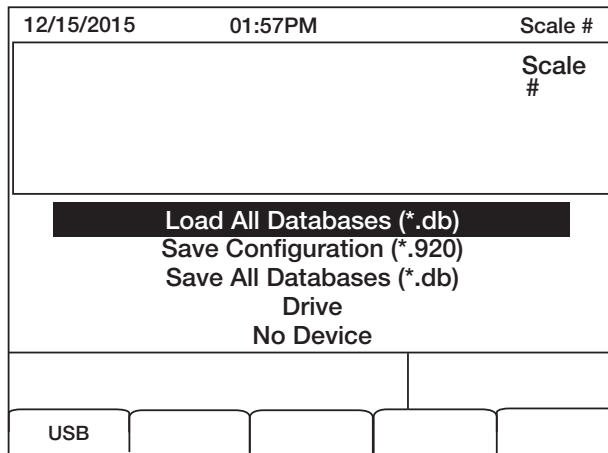 12/15/2015 01:57PM Scale #
Scale
#
Load All Databases (*.db)
Save Configuration (*.920)
Save All Databases (*.db)
Drive
No Device
USB